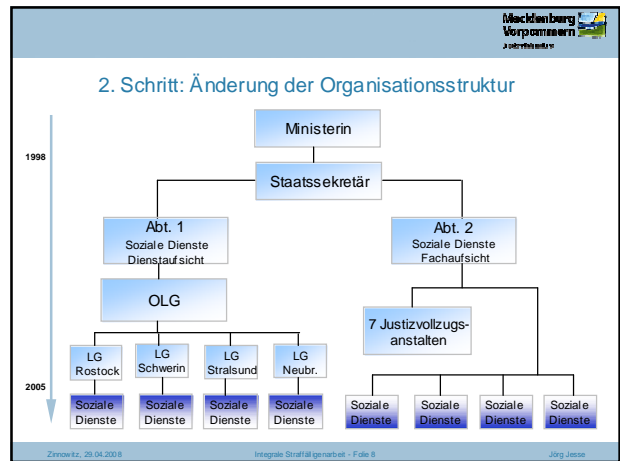 Mecklenburg
Vorpommern
2. Schritt: Änderung der Organisationsstruktur
Ministerin
1998
Staatssekretär
Abt. 1
Soziale Dienste
Dienstaufsicht
Abt. 2
Soziale Dienste
Fachaufsicht
OLG
7 Justizvollzugs-
anstalten
LG
Rostock
LG
Schwerin
LG
Stralsund
LG
Neubr.
2005
Soziale
Dienste
Soziale
Dienste
Soziale
Dienste
Soziale
Dienste
Soziale
Dienste
Soziale
Dienste
Soziale
Dienste
Soziale
Dienste
Zinnowitz, 29.04.2008
Integrale Straffälligenarbeit - Folie 8
Jörg Jesse